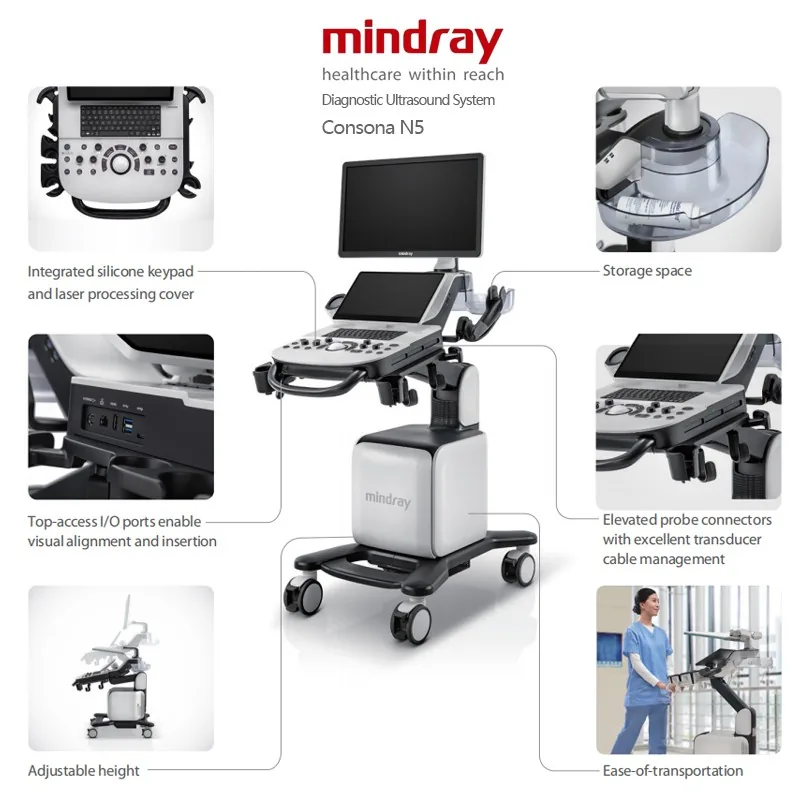 mindray
healthcare within reach
Diagnostic Ultrasound System
Consona N5
mindray
Integrated silicone keypad
and laser processing cover
Storage space
mindray
Top-access I/O ports enable
visual alignment and insertion
Elevated probe connectors
with excellent transducer
cable management
Adjustable height
Ease-of-transportation